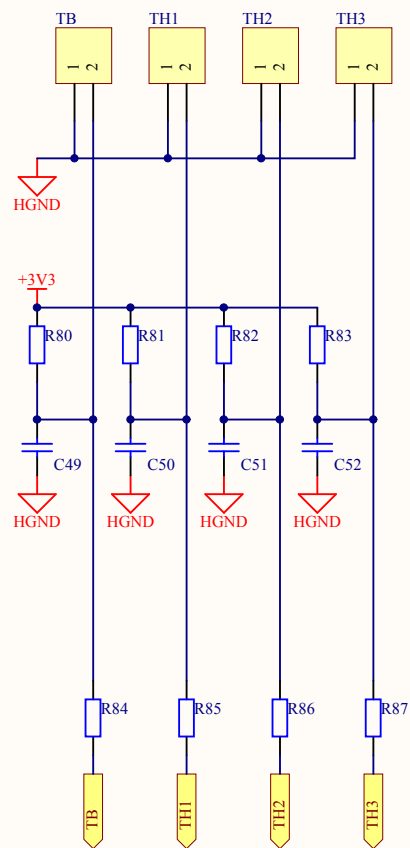 TB TH1 TH2 TH3
1 2 1 2 1 2 1 2
HGND
+3V3
R80 R81 R82 R83
C49 C50 C51 C52
HGND HGND HGND HGND
R84 R85 R86 R87
TB TH1 TH2 TH3